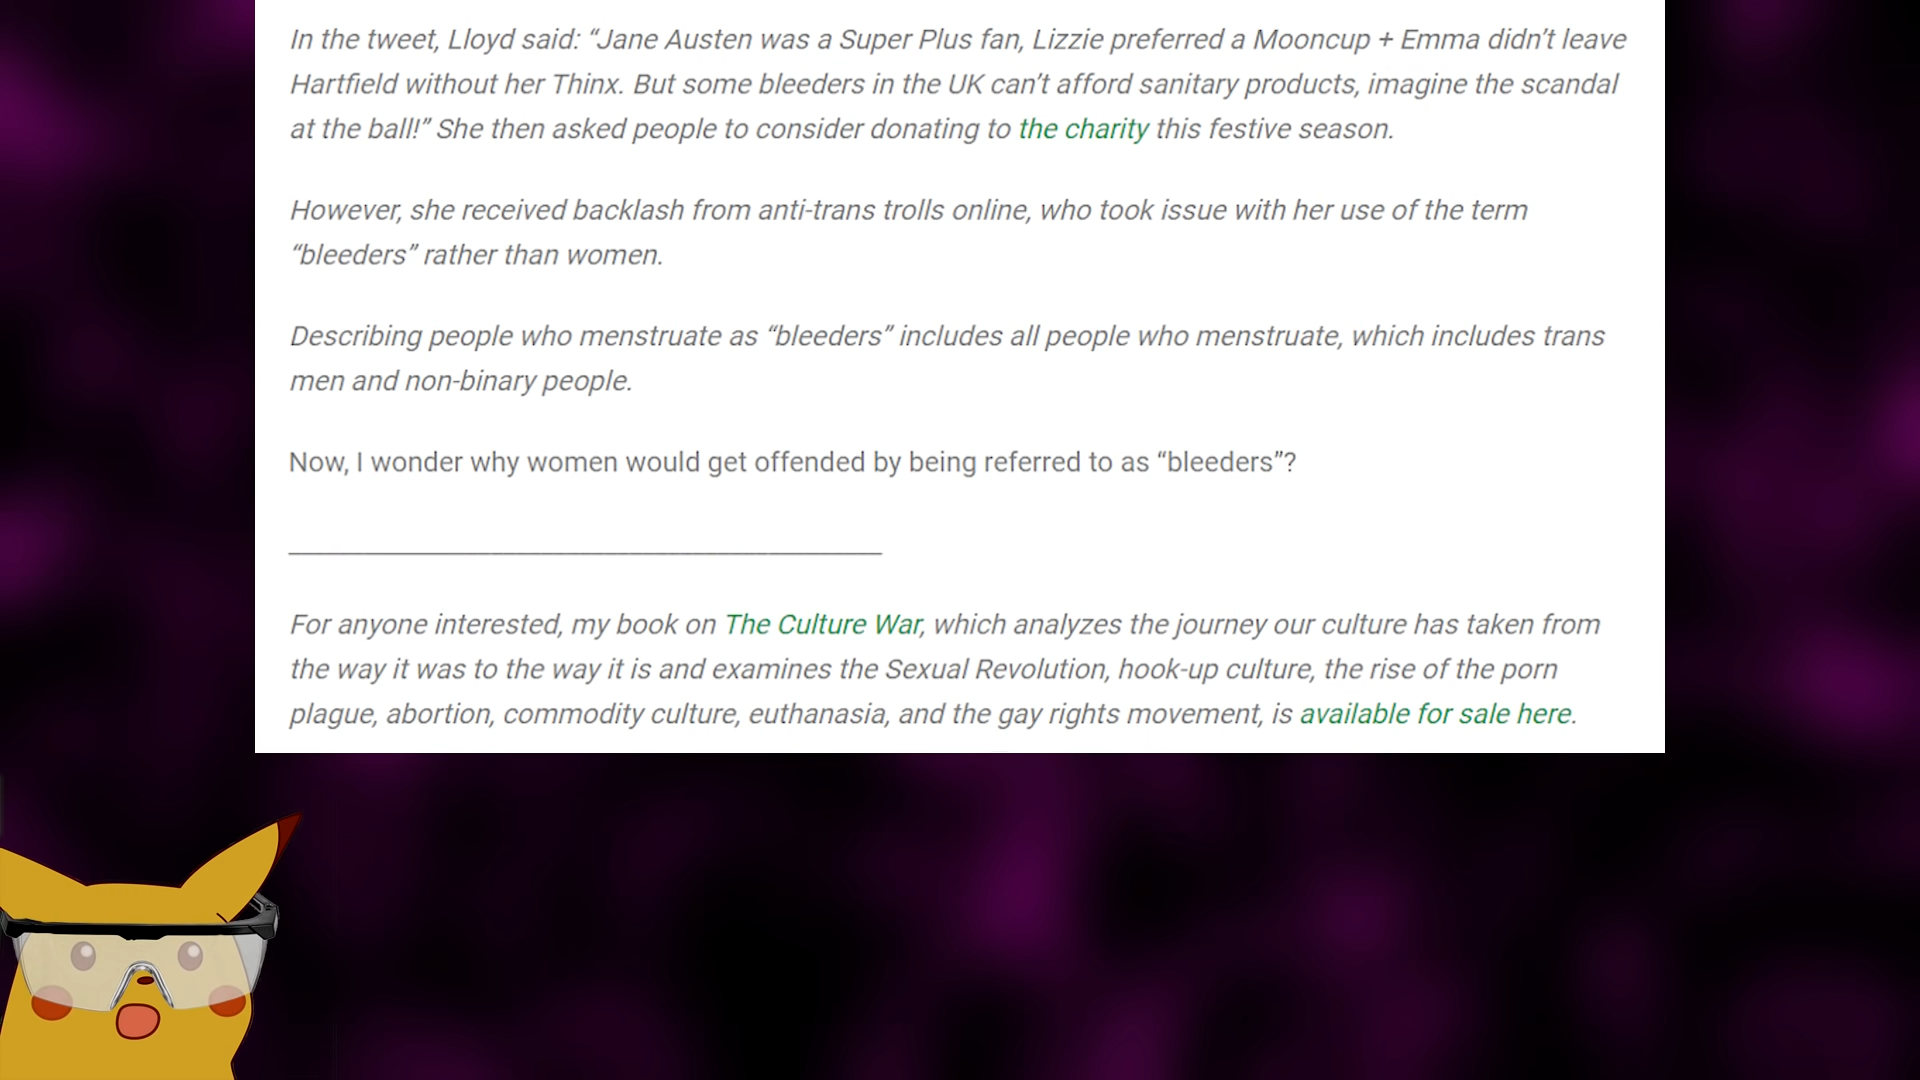 In the tweet, Lloyd said: “Jane Austen was a Super Plus fan, Lizzie preferred a Mooncup + Emma didn’t leave
Hartfield without her Thinx. But some bleeders in the UK can’t afford sanitary products, imagine the scandal
at the ball!” She then asked people to consider donating to the charity this festive season.
However, she received backlash from anti-trans trolls online, who took issue with her use of the term
“bleeders” rather than women.
Describing people who menstruate as “bleeders” includes all people who menstruate, which includes trans
men and non-binary people.
Now, I wonder why women would get offended by being referred to as “bleeders”?
For anyone interested, my book on The Culture War, which analyzes the journey our culture has taken from
the way it was to the way it is and examines the Sexual Revolution, hook-up culture, the rise of the porn
plague, abortion, commodity culture, euthanasia, and the gay rights movement, is available for sale here.